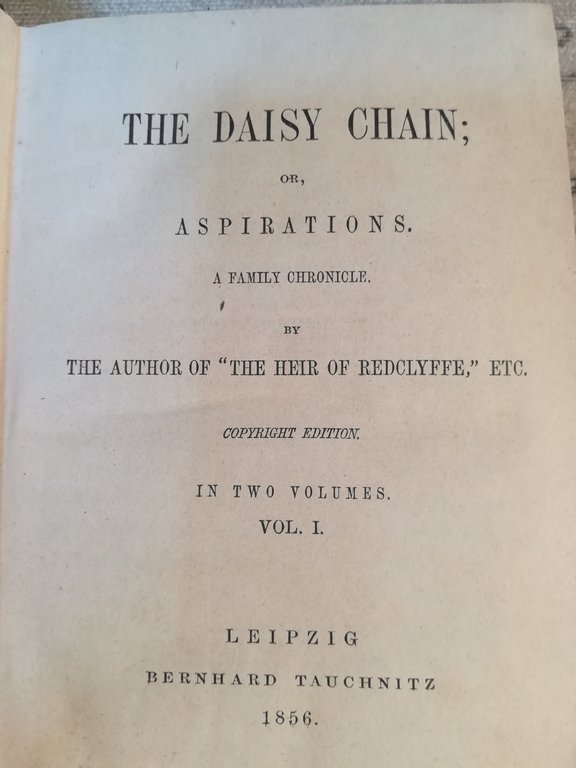 THE DAISY CHAIN;
OR,
ASPIRATIONS.
A FAMILY CHRONICLE.
BY
THE AUTHOR OF "THE HEIR OF REDCLYFFE," ETC.
COPYRIGHT EDITION.
IN TWO VOLUMES.
VOL. I.
LEIPZIG
BERNHARD TAUCHNITZ
1856.